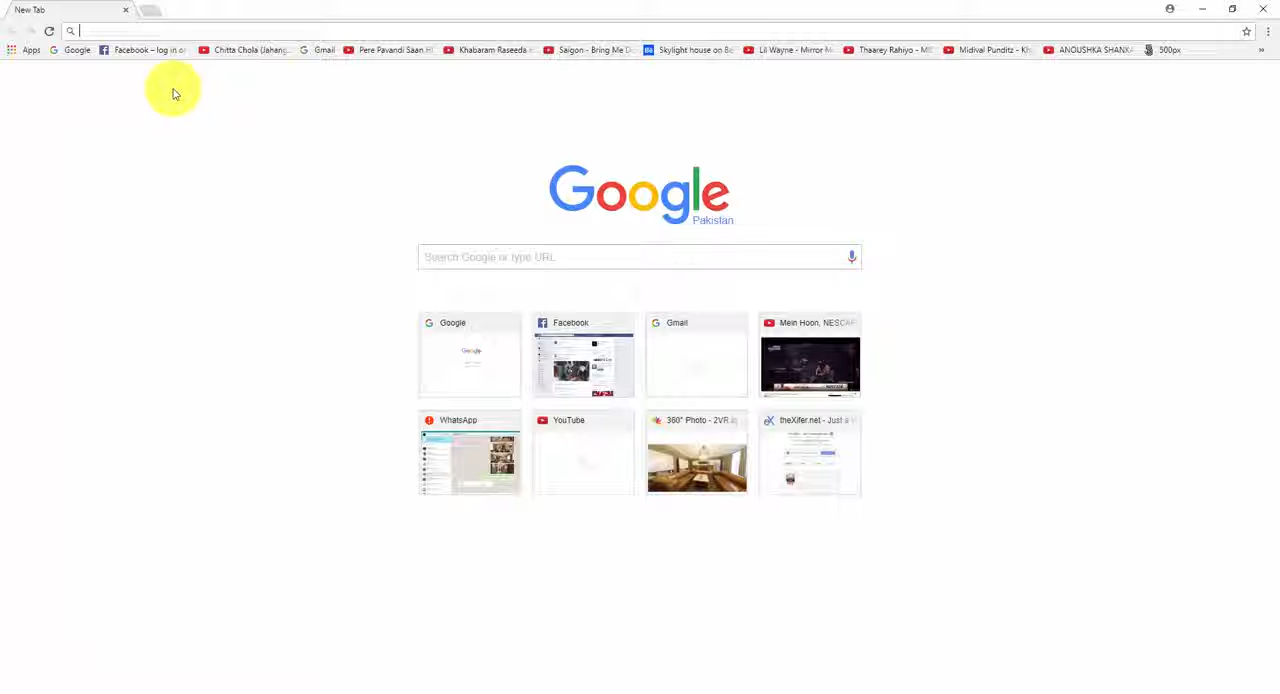 New Tab
Apps Google Facebook – log in or Chitta Chola (Jahang Gmail Pere Pavandi Saan H Khabaram Raseeda Saigon - Bring Me D Skylight house on Be Lil Wayne - Mirror Thaarey Rahiyo - M Midival Punditz - Kh ANOUSHKA SHANKA 500px »
Google
Pakistan
Search Google or type URL
Google Facebook Gmail Mein Hoon, NESCAF
WhatsApp YouTube 360° Photo - 2VR theXifer.net - Just a